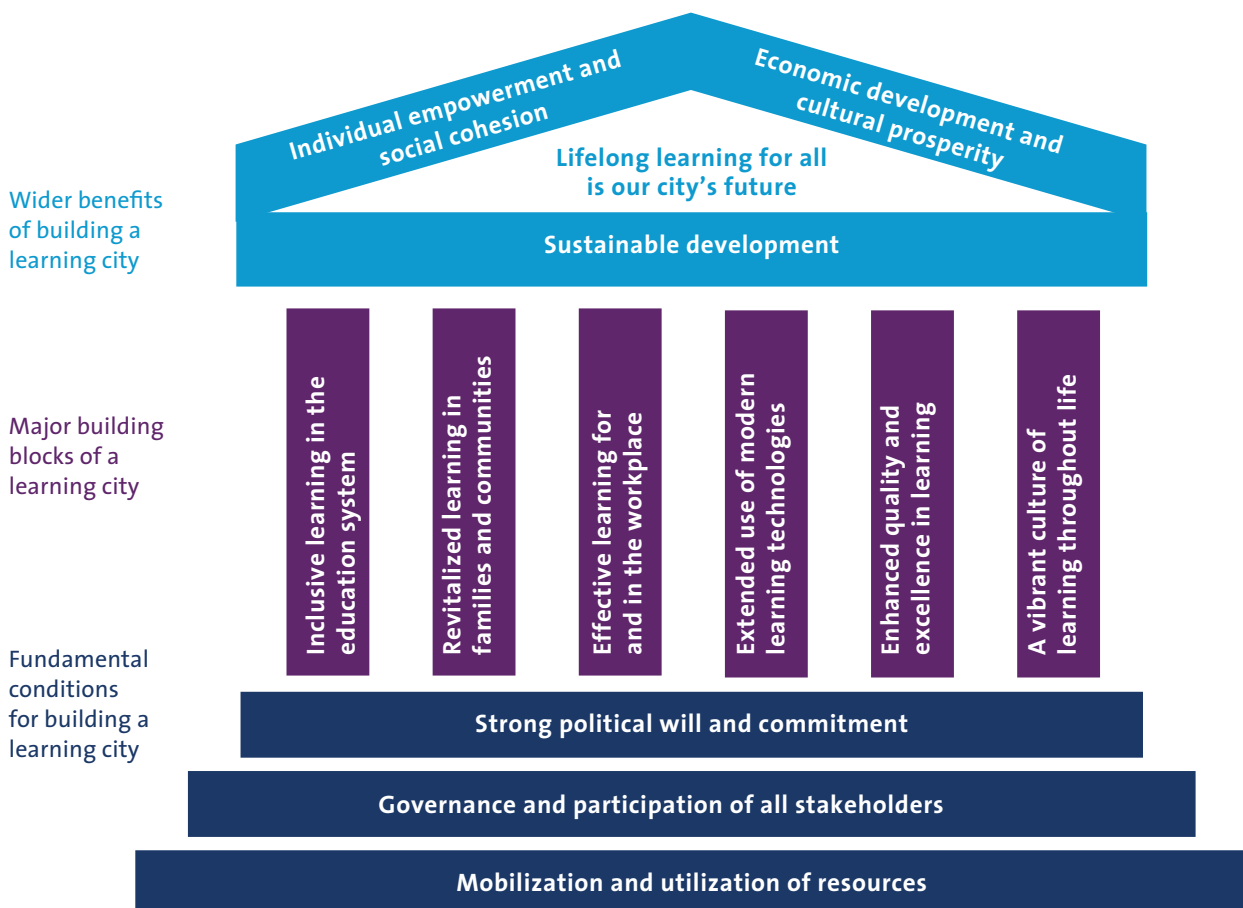 Individual empowerment and
social cohesion
Economic development and
cultural prosperity
Lifelong learning for all
is our city’s future
Wider benefits
of building a
learning city
Sustainable development
Major building
blocks of a
learning city
Inclusive learning in the
education system
Revitalized learning in
families and communities
Effective learning for
and in the workplace
Extended use of modern
learning technologies
Enhanced quality and
excellence in learning
A vibrant culture of
learning throughout life
Fundamental
conditions
for building a
learning city
Strong political will and commitment
Governance and participation of all stakeholders
Mobilization and utilization of resources